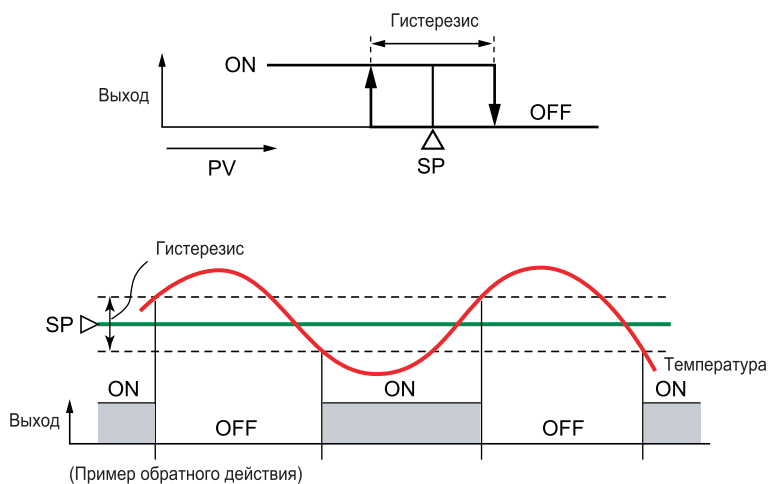 Гистерезис
ON
Выход
OFF
PV
SP
Гистерезис
SP
Температура
ON
ON
ON
Выход
OFF
OFF
(Пример обратного действия)